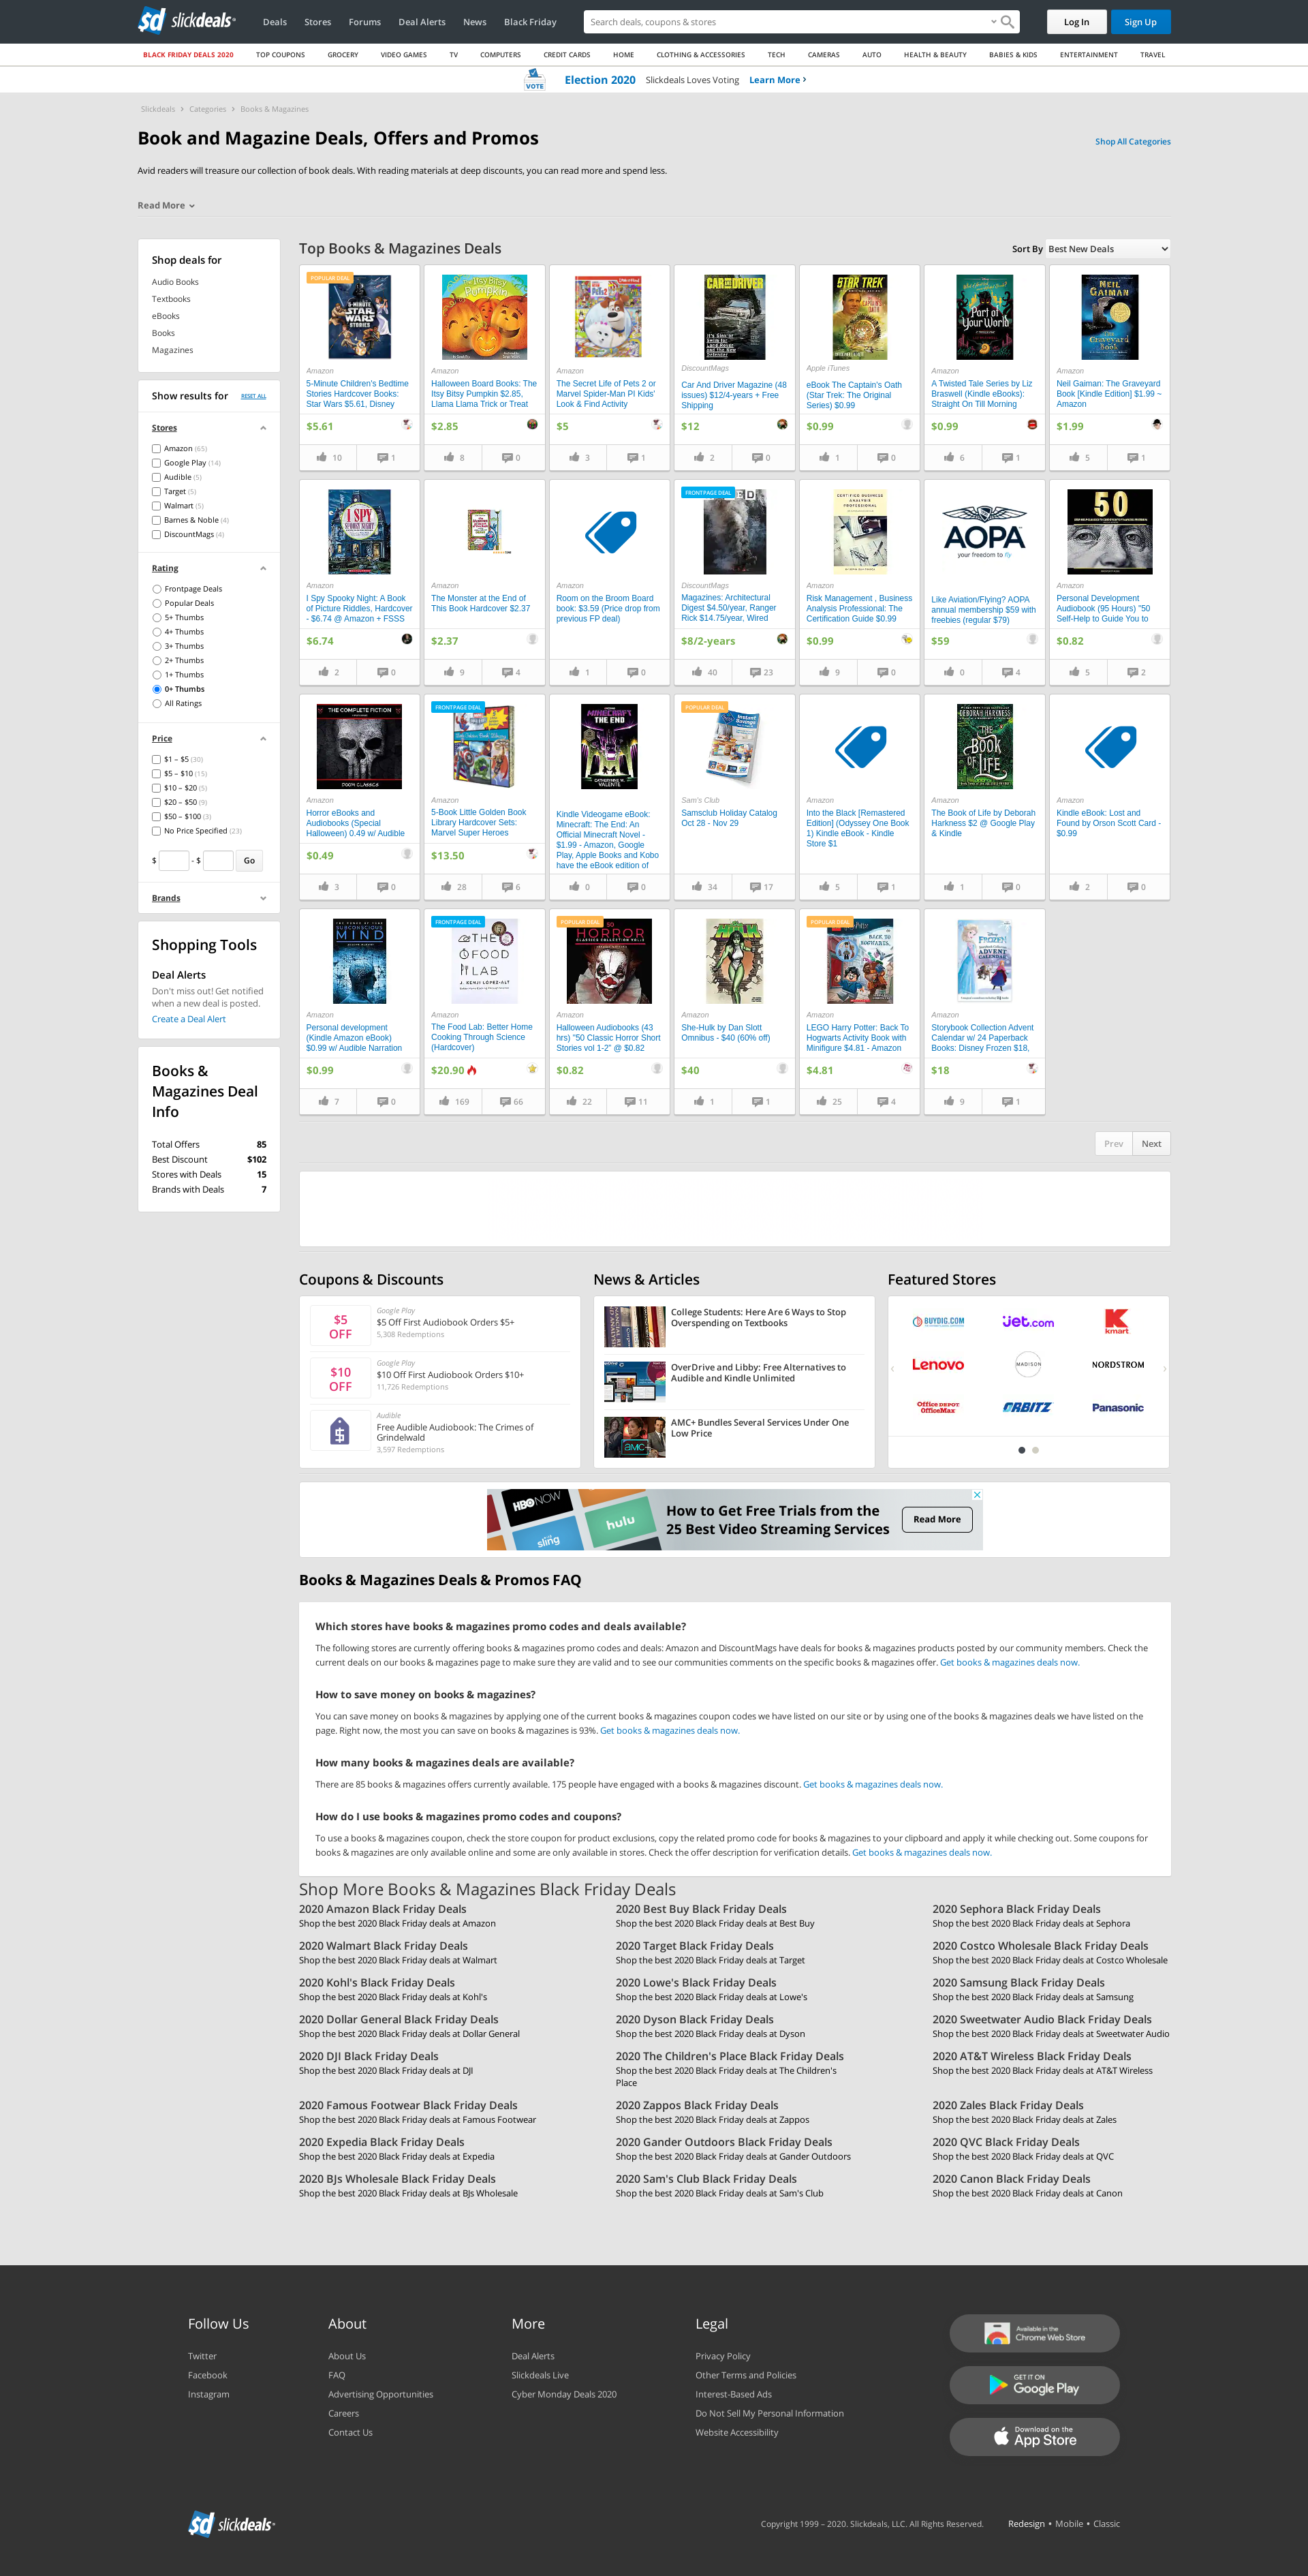 slickdeals
Deals
Stores
Forums
Deal Alerts
News
Black Friday
Search deals, coupons & stores
Log In
Sign Up
BLACK FRIDAY DEALS 2020
TOP COUPONS
GROCERY
VIDEO GAMES
TV
COMPUTERS
CREDIT CARDS
HOME
CLOTHING & ACCESSORIES
TECH
CAMERAS
AUTO
HEALTH & BEAUTY
BABIES & KIDS
ENTERTAINMENT
TRAVEL
VOTE
Election 2020 Slickdeals Loves Voting Learn More
Slickdeals > Categories > Books & Magazines
Book and Magazine Deals, Offers and Promos
Shop All Categories
Avid readers will treasure our collection of book deals. With reading materials at deep discounts, you can read more and spend less.
Read More
Shop deals for
Audio Books
Textbooks
eBooks
Books
Magazines
Show results for
RESET ALL
Stores
Amazon (65)
Google Play (14)
Audible (5)
Target (5)
Walmart (5)
Barnes & Noble (4)
DiscountMags (4)
Rating
Frontpage Deals
Popular Deals
5+ Thumbs
4+ Thumbs
3+ Thumbs
2+ Thumbs
1+ Thumbs
0+ Thumbs
All Ratings
Price
$1 – $5 (30)
$5 – $10 (15)
$10 – $20 (5)
$20 – $50 (9)
$50 – $100 (3)
No Price Specified (23)
$ - $ Go
Brands
Shopping Tools
Deal Alerts
Don't miss out! Get notified
when a new deal is posted.
Create a Deal Alert
Books &
Magazines Deal
Info
Total Offers 85
Best Discount $102
Stores with Deals 15
Brands with Deals 7
Top Books & Magazines Deals
Sort By Best New Deals
POPULAR DEAL
Amazon
5-Minute Children's Bedtime
Stories Hardcover Books:
Star Wars $5.61, Disney
$5.61
10
1
Amazon
Halloween Board Books: The
Itsy Bitsy Pumpkin $2.85,
Llama Llama Trick or Treat
$2.85
8
0
Amazon
The Secret Life of Pets 2 or
Marvel Spider-Man PI Kids'
Look & Find Activity
$5
3
1
CAR AND DRIVER
DiscountMags
Car And Driver Magazine (48
issues) $12/4-years + Free
Shipping
$12
2
0
STAR TREK
Apple iTunes
eBook The Captain's Oath
(Star Trek: The Original
Series) $0.99
$0.99
1
0
Part of Your World
Amazon
A Twisted Tale Series by Liz
Braswell (Kindle eBooks):
Straight On Till Morning
$0.99
6
1
NEIL GAIMAN
The Graveyard Book
Amazon
Neil Gaiman: The Graveyard
Book [Kindle Edition] $1.99 ~
Amazon
$1.99
5
1
I SPY SPOOKY NIGHT
Amazon
I Spy Spooky Night: A Book
of Picture Riddles, Hardcover
- $6.74 @ Amazon + FSSS
$6.74
2
0
Amazon
The Monster at the End of
This Book Hardcover $2.37
$2.37
9
4
Amazon
Room on the Broom Board
book: $3.59 (Price drop from
previous FP deal)
1
0
FRONTPAGE DEAL
DiscountMags
Magazines: Architectural
Digest $4.50/year, Ranger
Rick $14.75/year, Wired
$8/2-years
40
23
CERTIFIED BUSINESS
ANALYSIS
PROFESSIONAL
Amazon
Risk Management , Business
Analysis Professional: The
Certification Guide $0.99
$0.99
9
0
AOPA
your freedom to fly
Like Aviation/Flying? AOPA
annual membership $59 with
freebies (regular $79)
$59
0
4
50
Amazon
Personal Development
Audiobook (95 Hours) "50
Self-Help to Guide You to
$0.82
5
2
THE COMPLETE FICTION
Amazon
Horror eBooks and
Audiobooks (Special
Halloween) 0.49 w/ Audible
$0.49
3
0
FRONTPAGE DEAL
Amazon
5-Book Little Golden Book
Library Hardcover Sets:
Marvel Super Heroes
$13.50
28
6
MINECRAFT
THE END
CATHERYNNE M. VALENTE
Kindle Videogame eBook:
Minecraft: The End: An
Official Minecraft Novel -
$1.99 - Amazon, Google
Play, Apple Books and Kobo
have the eBook edition of
0
0
POPULAR DEAL
Instant Savings
Sam's Club
Samsclub Holiday Catalog
Oct 28 - Nov 29
34
17
Amazon
Into the Black [Remastered
Edition] (Odyssey One Book
1) Kindle eBook - Kindle
Store $1
5
1
DEBORAH HARKNESS
THE BOOK OF LIFE
Amazon
The Book of Life by Deborah
Harkness $2 @ Google Play
& Kindle
1
0
Amazon
Kindle eBook: Lost and
Found by Orson Scott Card -
$0.99
2
0
SUBCONSCIOUS
MIND
Amazon
Personal development
(Kindle Amazon eBook)
$0.99 w/ Audible Narration
$0.99
7
0
FRONTPAGE DEAL
THE FOOD LAB
J. KENJI LÓPEZ-ALT
Amazon
The Food Lab: Better Home
Cooking Through Science
(Hardcover)
$20.90
169
66
POPULAR DEAL
50 HORROR
CLASSICS COLLECTION VOL.2
Amazon
Halloween Audiobooks (43
hrs) "50 Classic Horror Short
Stories vol 1-2" @ $0.82
$0.82
22
11
Amazon
She-Hulk by Dan Slott
Omnibus - $40 (60% off)
$40
1
1
POPULAR DEAL
BACK TO HOGWARTS
Amazon
LEGO Harry Potter: Back To
Hogwarts Activity Book with
Minifigure $4.81 - Amazon
$4.81
25
4
FROZEN
ADVENT CALENDAR
Amazon
Storybook Collection Advent
Calendar w/ 24 Paperback
Books: Disney Frozen $18,
$18
9
1
Prev
Next
Coupons & Discounts
$5 OFF
Google Play
$5 Off First Audiobook Orders $5+
5,308 Redemptions
$10 OFF
Google Play
$10 Off First Audiobook Orders $10+
11,726 Redemptions
Audible
Free Audible Audiobook: The Crimes of
Grindelwald
3,597 Redemptions
News & Articles
College Students: Here Are 6 Ways to Stop
Overspending on Textbooks
OverDrive and Libby: Free Alternatives to
Audible and Kindle Unlimited
amc+
AMC+ Bundles Several Services Under One
Low Price
Featured Stores
BUYDIG.COM
jet.com
kmart
Lenovo
MADISON
NORDSTROM
Office DEPOT OfficeMax
ORBITZ
Panasonic
HBO NOW
hulu
sling
How to Get Free Trials from the
25 Best Video Streaming Services
Read More
Books & Magazines Deals & Promos FAQ
Which stores have books & magazines promo codes and deals available?
The following stores are currently offering books & magazines promo codes and deals: Amazon and DiscountMags have deals for books & magazines products posted by our community members. Check the
current deals on our books & magazines page to make sure they are valid and to see our communities comments on the specific books & magazines offer. Get books & magazines deals now.
How to save money on books & magazines?
You can save money on books & magazines by applying one of the current books & magazines coupon codes we have listed on our site or by using one of the books & magazines deals we have listed on the
page. Right now, the most you can save on books & magazines is 93%. Get books & magazines deals now.
How many books & magazines deals are available?
There are 85 books & magazines offers currently available. 175 people have engaged with a books & magazines discount. Get books & magazines deals now.
How do I use books & magazines promo codes and coupons?
To use a books & magazines coupon, check the store coupon for product exclusions, copy the related promo code for books & magazines to your clipboard and apply it while checking out. Some coupons for
books & magazines are only available online and some are only available in stores. Check the offer description for verification details. Get books & magazines deals now.
Shop More Books & Magazines Black Friday Deals
2020 Amazon Black Friday Deals
Shop the best 2020 Black Friday deals at Amazon
2020 Best Buy Black Friday Deals
Shop the best 2020 Black Friday deals at Best Buy
2020 Sephora Black Friday Deals
Shop the best 2020 Black Friday deals at Sephora
2020 Walmart Black Friday Deals
Shop the best 2020 Black Friday deals at Walmart
2020 Target Black Friday Deals
Shop the best 2020 Black Friday deals at Target
2020 Costco Wholesale Black Friday Deals
Shop the best 2020 Black Friday deals at Costco Wholesale
2020 Kohl's Black Friday Deals
Shop the best 2020 Black Friday deals at Kohl's
2020 Lowe's Black Friday Deals
Shop the best 2020 Black Friday deals at Lowe's
2020 Samsung Black Friday Deals
Shop the best 2020 Black Friday deals at Samsung
2020 Dollar General Black Friday Deals
Shop the best 2020 Black Friday deals at Dollar General
2020 Dyson Black Friday Deals
Shop the best 2020 Black Friday deals at Dyson
2020 Sweetwater Audio Black Friday Deals
Shop the best 2020 Black Friday deals at Sweetwater Audio
2020 DJI Black Friday Deals
Shop the best 2020 Black Friday deals at DJI
2020 The Children's Place Black Friday Deals
Shop the best 2020 Black Friday deals at The Children's
Place
2020 AT&T Wireless Black Friday Deals
Shop the best 2020 Black Friday deals at AT&T Wireless
2020 Famous Footwear Black Friday Deals
Shop the best 2020 Black Friday deals at Famous Footwear
2020 Zappos Black Friday Deals
Shop the best 2020 Black Friday deals at Zappos
2020 Zales Black Friday Deals
Shop the best 2020 Black Friday deals at Zales
2020 Expedia Black Friday Deals
Shop the best 2020 Black Friday deals at Expedia
2020 Gander Outdoors Black Friday Deals
Shop the best 2020 Black Friday deals at Gander Outdoors
2020 QVC Black Friday Deals
Shop the best 2020 Black Friday deals at QVC
2020 BJs Wholesale Black Friday Deals
Shop the best 2020 Black Friday deals at BJs Wholesale
2020 Sam's Club Black Friday Deals
Shop the best 2020 Black Friday deals at Sam's Club
2020 Canon Black Friday Deals
Shop the best 2020 Black Friday deals at Canon
Follow Us
Twitter
Facebook
Instagram
About
About Us
FAQ
Advertising Opportunities
Careers
Contact Us
More
Deal Alerts
Slickdeals Live
Cyber Monday Deals 2020
Legal
Privacy Policy
Other Terms and Policies
Interest-Based Ads
Do Not Sell My Personal Information
Website Accessibility
Available in the
Chrome Web Store
GET IT ON
Google Play
Download on the
App Store
slickdeals
Copyright 1999 – 2020. Slickdeals, LLC. All Rights Reserved.
Redesign • Mobile • Classic